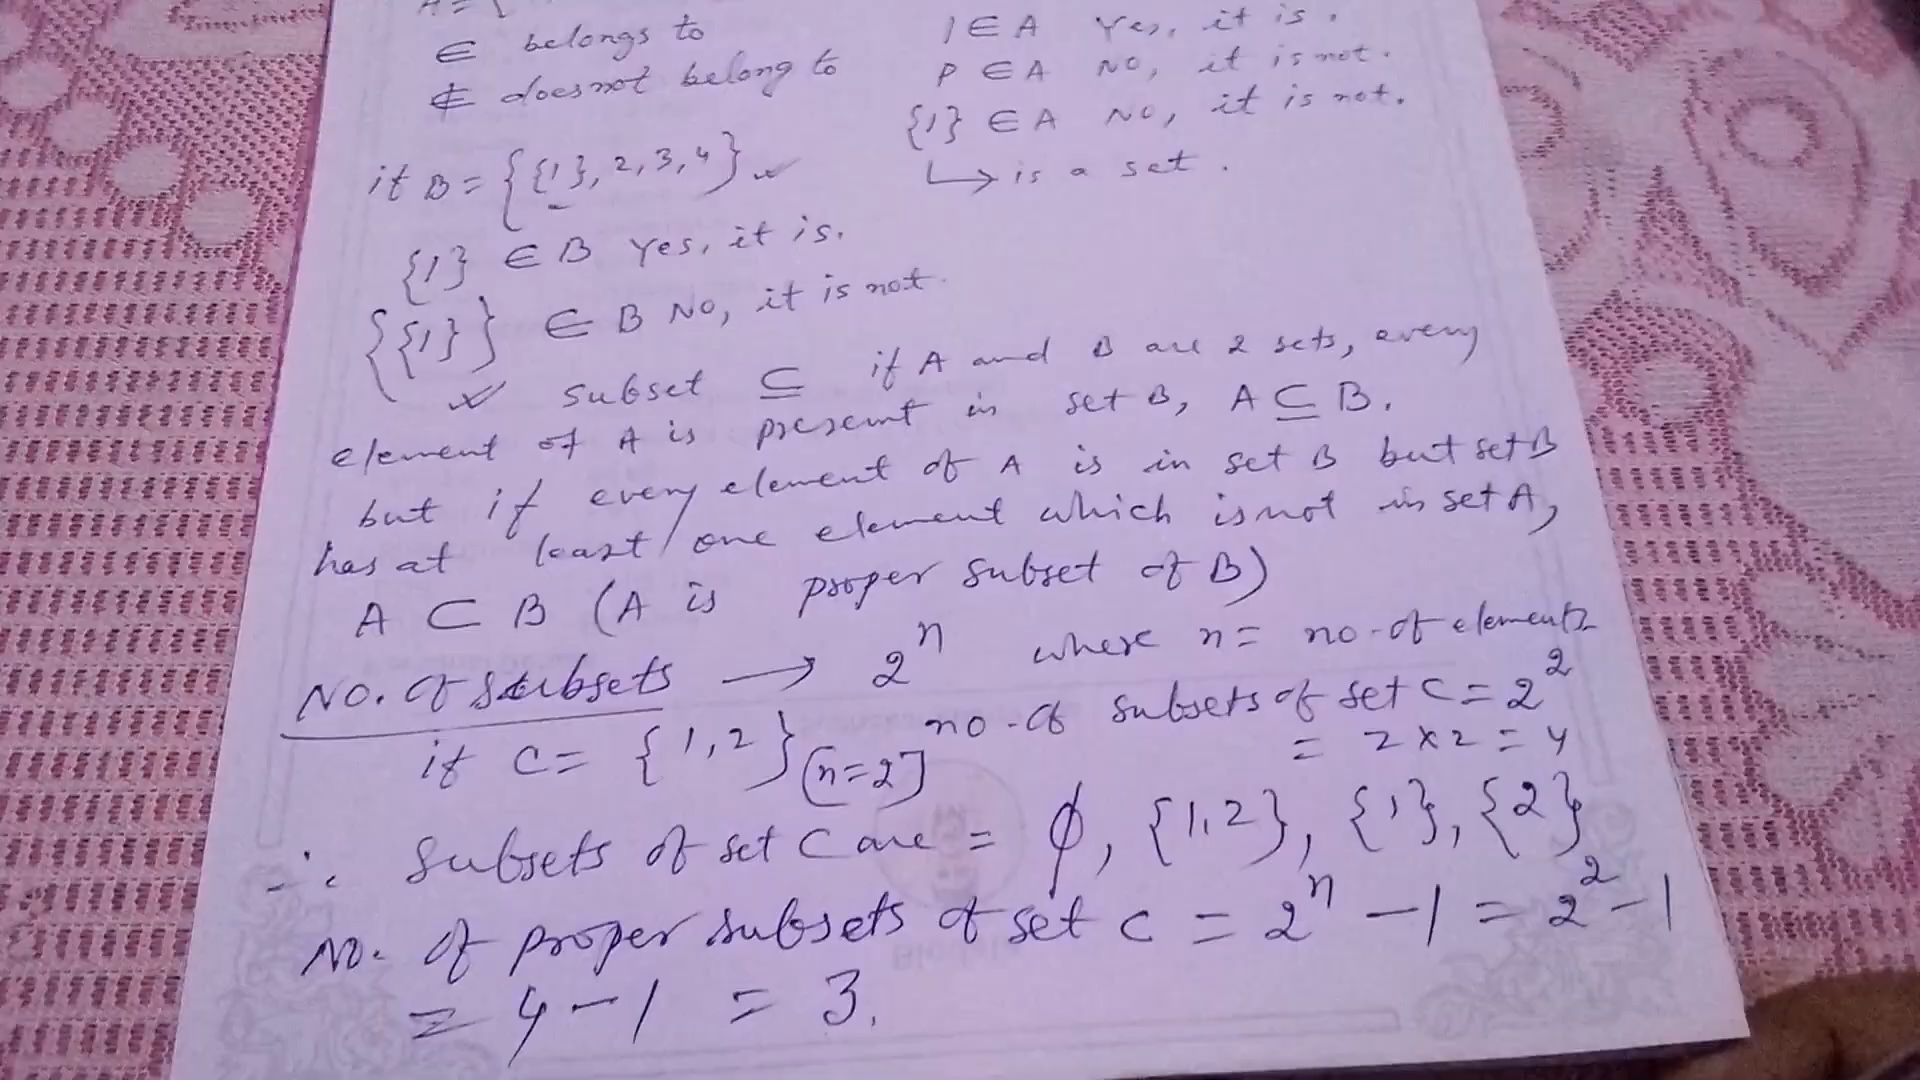 A = {
∈ belongs to
∉ does not belong to
1 ∈ A Yes, it is.
P ∈ A NO, it is not.
{1} ∈ A NO, it is not.
↳ is a set.
if B = {{1}, 2, 3, 4}
{1} ∈ B Yes, it is.
{{1}} ∈ B NO, it is not.
subset ⊆ if A and B are 2 sets, every
element of A is present in set B, A ⊆ B.
but if every element of A is in set B but set B
has at least one element which is not in set A,
A ⊂ B (A is proper subset of B)
NO. of subsets → 2ⁿ where n = no. of elements
if C = {1,2} [n=2] no. of subsets of set C = 2²
= 2 x 2 = 4
∴ subsets of set C are = ϕ, {1,2}, {1}, {2}
NO. of proper subsets of set C = 2ⁿ - 1 = 2² - 1
= 4 - 1 = 3.